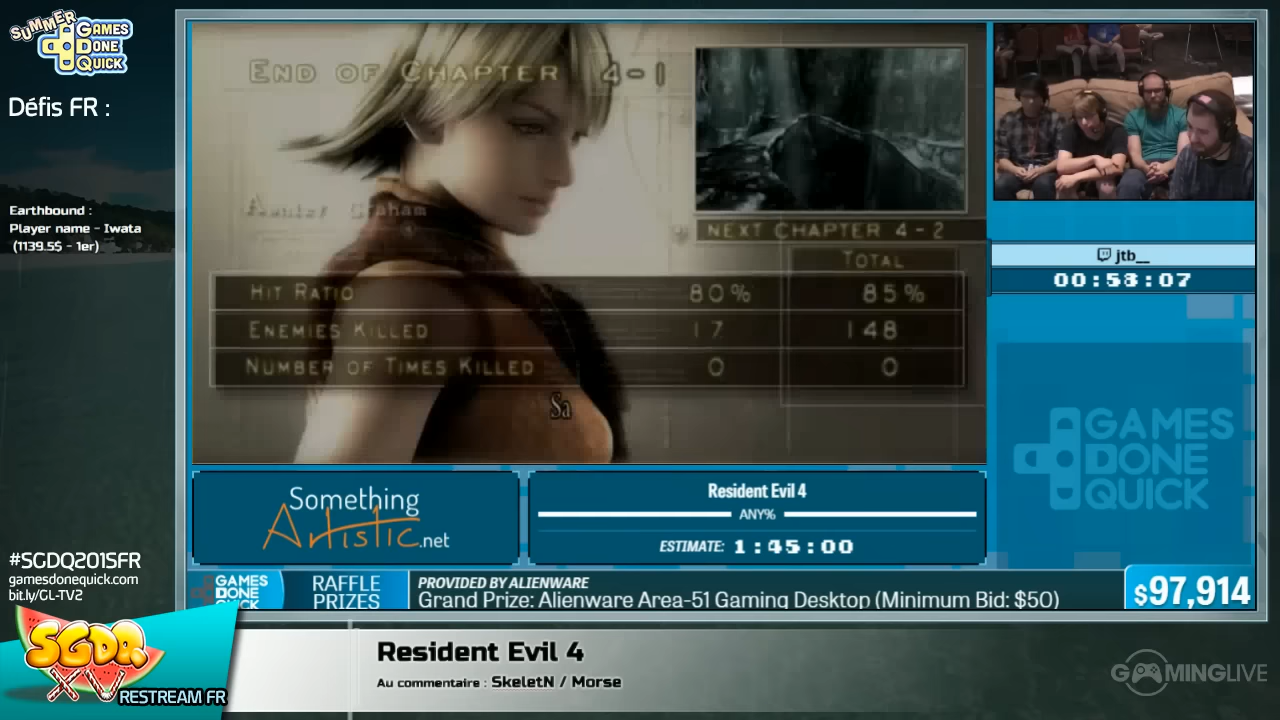 SUMMER
GAMES
DONE
QUICK
Défis FR :
Earthbound :
Player name - Iwata
(1139.5$ - 1er)
#SGDQ2015FR
gamesdonequick.com
bit.ly/GL-TV2
END OF CHAPTER 4-1
NEXT CHAPTER 4-2
TOTAL
HIT RATIO 80% 85%
ENEMIES KILLED 17 148
NUMBER OF TIMES KILLED 0 0
Sa
jtb__
00:58:07
GAMES
DONE
QUICK
Something
Artistic.net
Resident Evil 4
ANY%
ESTIMATE: 1:45:00
GAMES
DONE
QUICK
RAFFLE
PRIZES
PROVIDED BY ALIENWARE
Grand Prize: Alienware Area-51 Gaming Desktop (Minimum Bid: $50)
$97,914
SGDQ
XV
RESTREAM FR
Resident Evil 4
Au commentaire : SkeletN / Morse
GAMINGLIVE